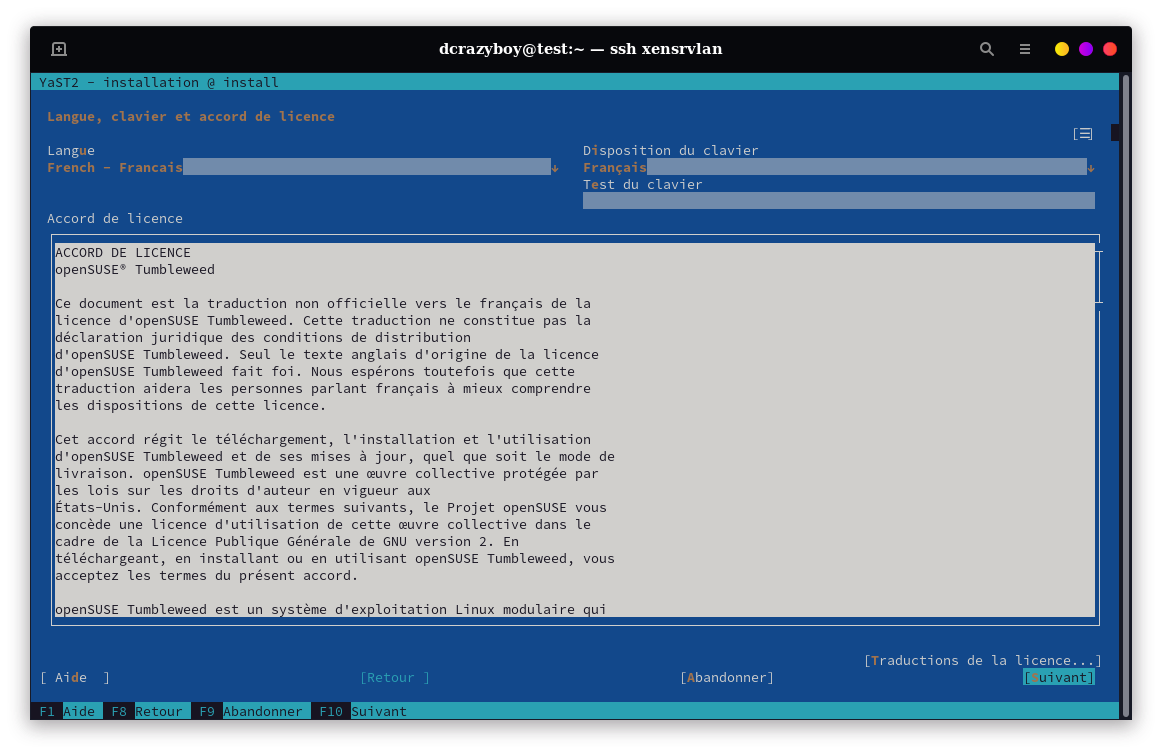 dcrazyboy@test:~ — ssh xensrvlan
YaST2 - installation @ install
Langue, clavier et accord de licence
[☰]
Langue Disposition du clavier
French - Francais↓ Français↓
Test du clavier
Accord de licence
ACCORD DE LICENCE
openSUSE® Tumbleweed
Ce document est la traduction non officielle vers le français de la
licence d'openSUSE Tumbleweed. Cette traduction ne constitue pas la
déclaration juridique des conditions de distribution
d'openSUSE Tumbleweed. Seul le texte anglais d'origine de la licence
d'openSUSE Tumbleweed fait foi. Nous espérons toutefois que cette
traduction aidera les personnes parlant français à mieux comprendre
les dispositions de cette licence.
Cet accord régit le téléchargement, l'installation et l'utilisation
d'openSUSE Tumbleweed et de ses mises à jour, quel que soit le mode de
livraison. openSUSE Tumbleweed est une œuvre collective protégée par
les lois sur les droits d'auteur en vigueur aux
États-Unis. Conformément aux termes suivants, le Projet openSUSE vous
concède une licence d'utilisation de cette œuvre collective dans le
cadre de la Licence Publique Générale de GNU version 2. En
téléchargeant, en installant ou en utilisant openSUSE Tumbleweed, vous
acceptez les termes du présent accord.
openSUSE Tumbleweed est un système d'exploitation Linux modulaire qui
[Traductions de la licence...]
[ Aide ] [Retour ] [Abandonner] [Suivant]
F1 Aide F8 Retour F9 Abandonner F10 Suivant